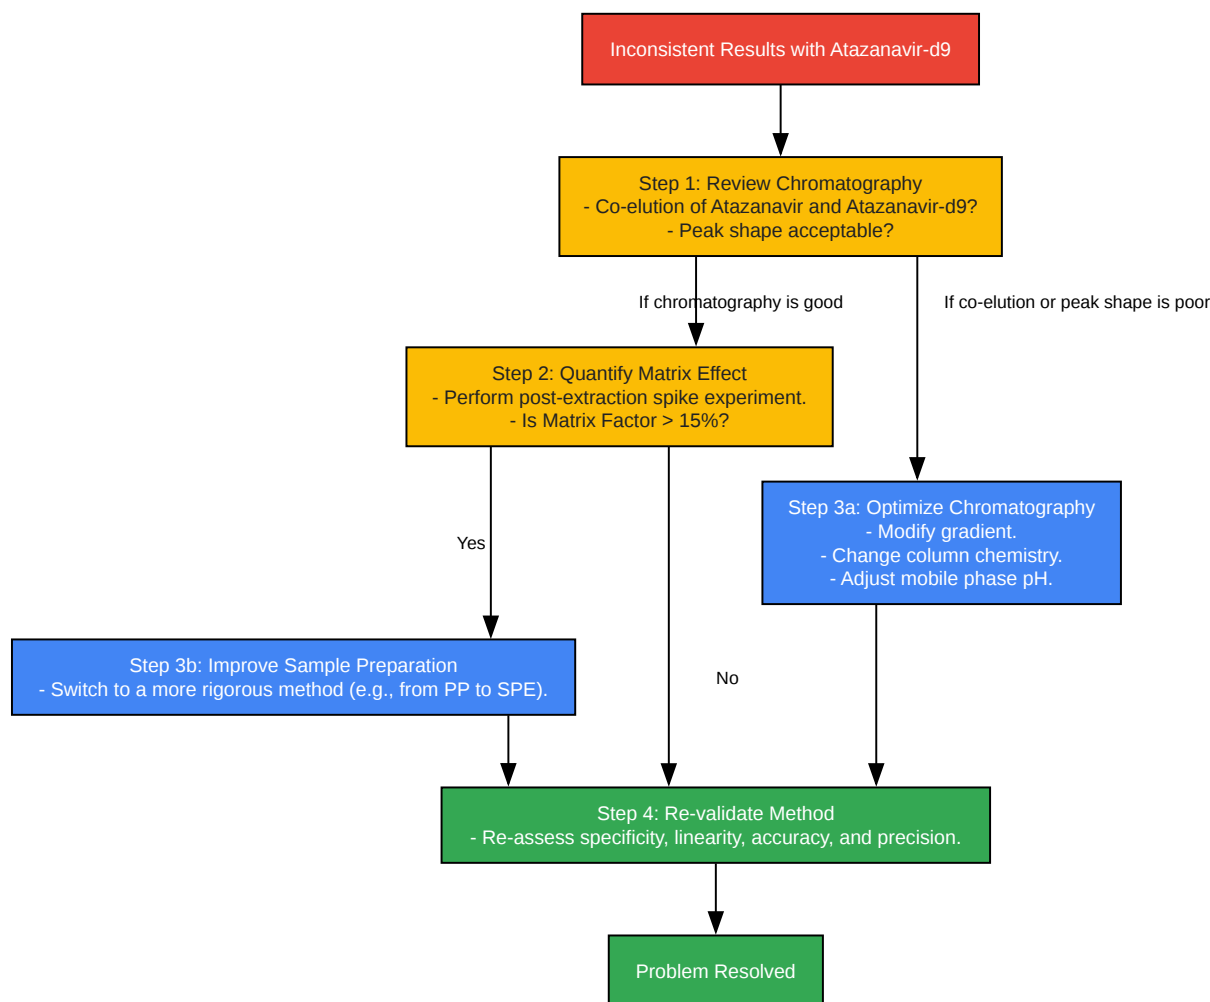 Inconsistent Results with Atazanavir-d9
Step 1: Review Chromatography
- Co-elution of Atazanavir and Atazanavir-d9?
- Peak shape acceptable?
If chromatography is good
If co-elution or peak shape is poor
Step 2: Quantify Matrix Effect
- Perform post-extraction spike experiment.
- Is Matrix Factor > 15%?
Step 3a: Optimize Chromatography
- Modify gradient.
- Change column chemistry.
- Adjust mobile phase pH.
Yes
Step 3b: Improve Sample Preparation
- Switch to a more rigorous method (e.g., from PP to SPE).
No
Step 4: Re-validate Method
- Re-assess specificity, linearity, accuracy, and precision.
Problem Resolved